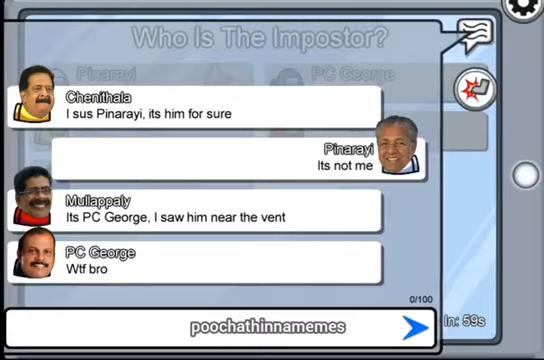 Who Is The Impostor?
Pinarayi
PC George
Chenithala
I sus Pinarayi, its him for sure
Pinarayi
Its not me
Mullappaly
Its PC George, I saw him near the vent
PC George
Wtf bro
0/100
poochathinnamemes
In: 59s